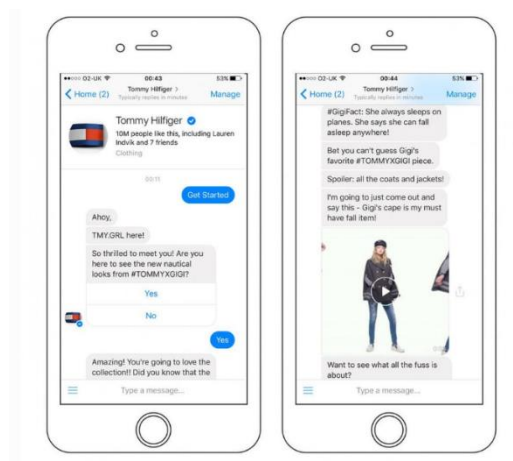 O2-UK 00:43 53%
Home (2) Tommy Hilfiger > Manage
Typically replies in minutes
Tommy Hilfiger
10M people like this, including Lauren
Indvik and 7 friends
Clothing
00:11
Get Started
Ahoy,
TMY.GRL here!
So thrilled to meet you! Are you
here to see the new nautical
looks from #TOMMYXGIGI?
Yes
No
Yes
Amazing! You're going to love the
collection!! Did you know that the
Type a message...
O2-UK 00:44 53%
Home (2) Tommy Hilfiger > Manage
Typically replies in minutes
#GigiFact: She always sleeps on
planes. She says she can fall
asleep anywhere!
Bet you can't guess Gigi's
favorite #TOMMYXGIGI piece.
Spoiler: all the coats and jackets!
I'm going to just come out and
say this - Gigi's cape is my must
have fall item!
Want to see what all the fuss is
about?
Type a message...